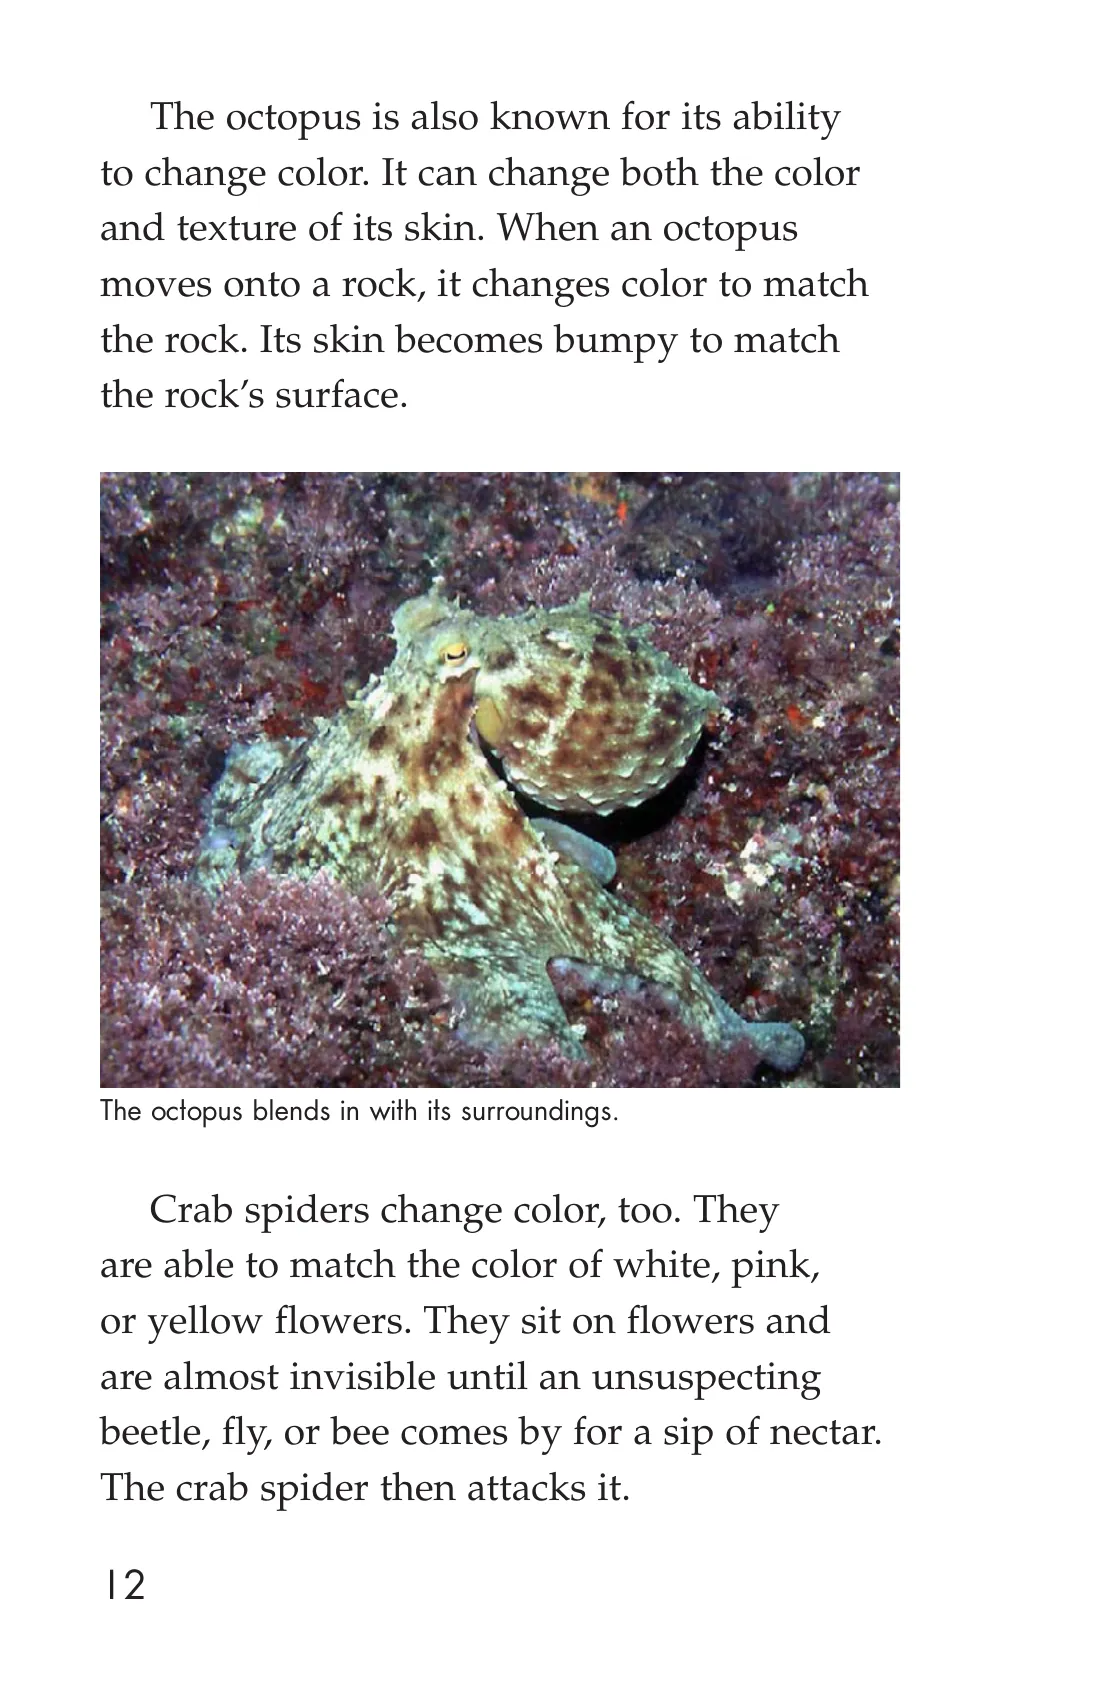 The octopus is also known for its ability
to change color. It can change both the color
and texture of its skin. When an octopus
moves onto a rock, it changes color to match
the rock. Its skin becomes bumpy to match
the rock’s surface.
The octopus blends in with its surroundings.
Crab spiders change color, too. They
are able to match the color of white, pink,
or yellow flowers. They sit on flowers and
are almost invisible until an unsuspecting
beetle, fly, or bee comes by for a sip of nectar.
The crab spider then attacks it.
12